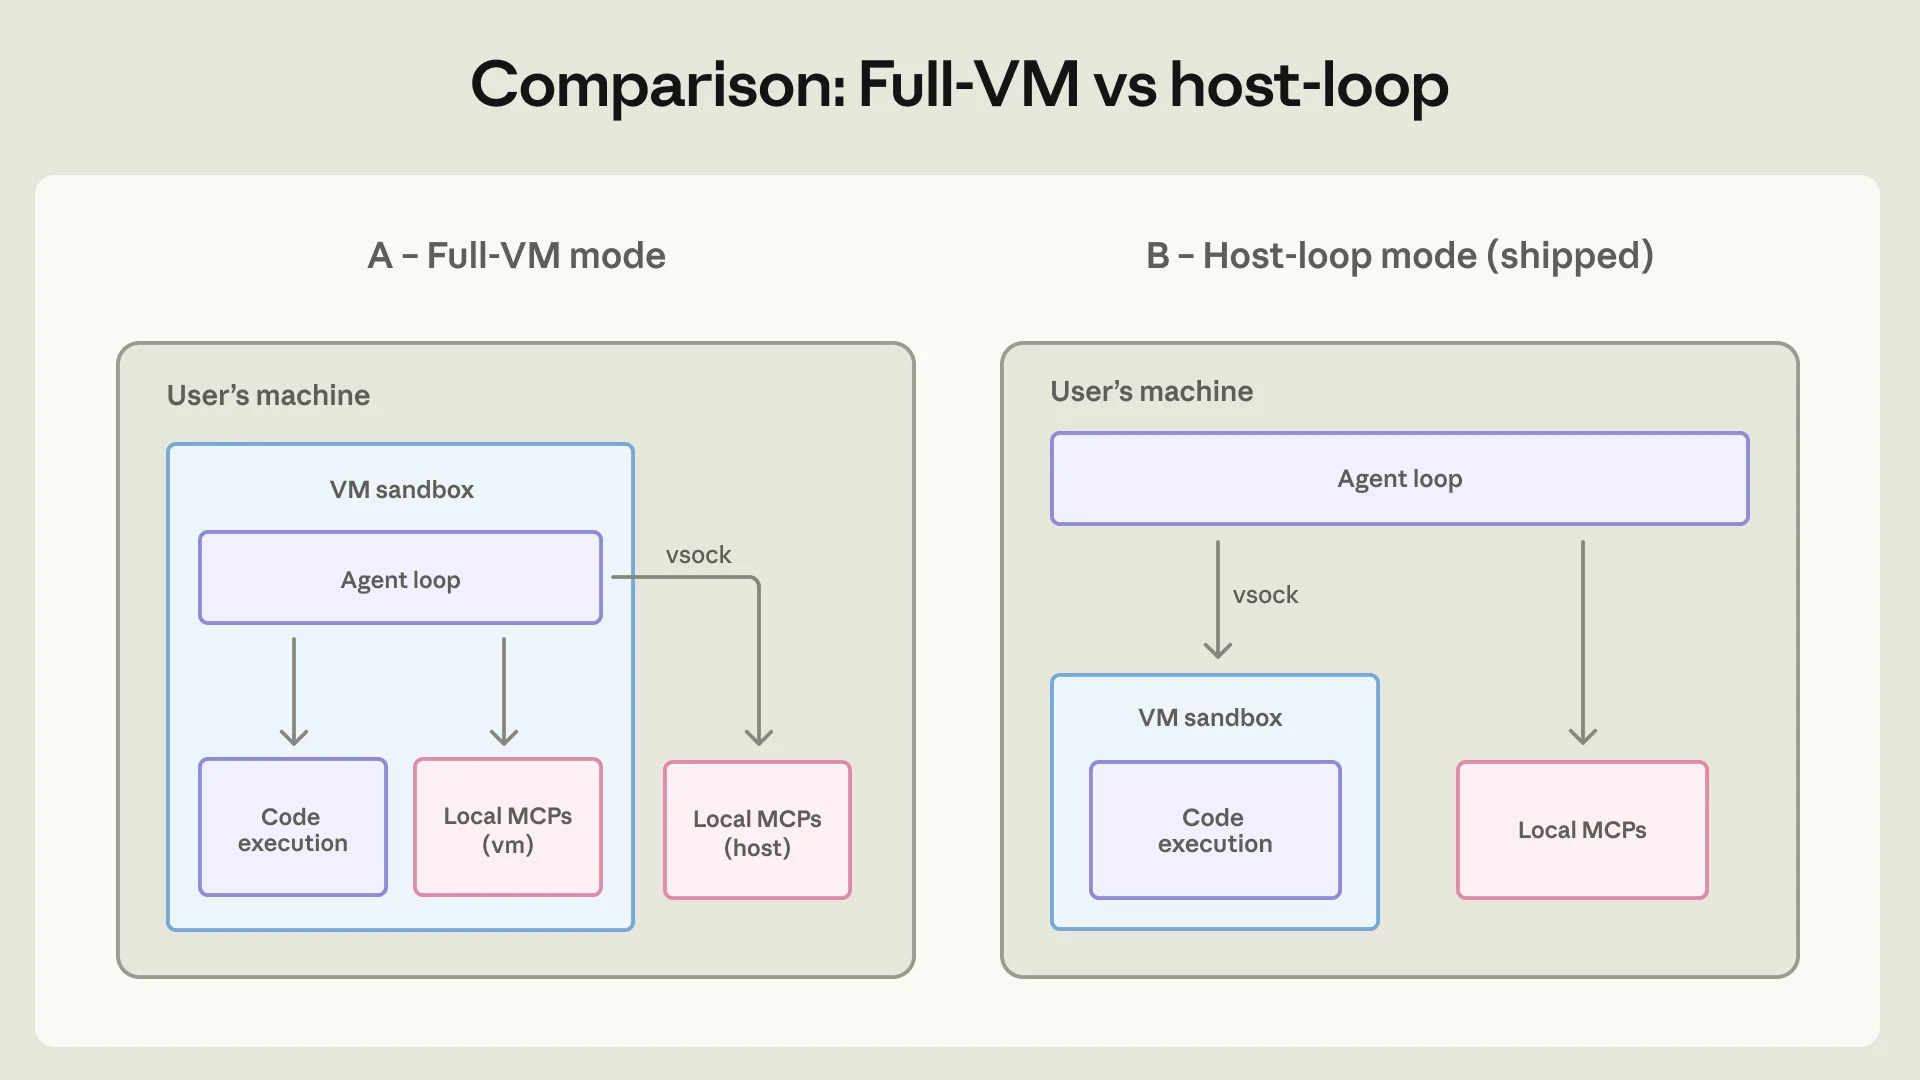 Comparison: Full-VM vs host-loop
A – Full-VM mode
User’s machine
VM sandbox
Agent loop
vsock
Code
execution
Local MCPs
(vm)
Local MCPs
(host)
B – Host-loop mode (shipped)
User’s machine
Agent loop
vsock
VM sandbox
Code
execution
Local MCPs